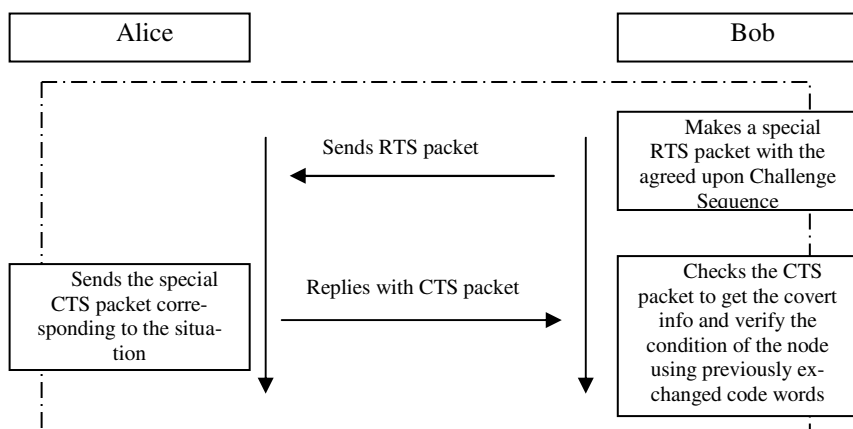 Alice
Bob
Makes a special
RTS packet with the
agreed upon Challenge
Sequence
Sends RTS packet
Sends the special
CTS packet corre-
sponding to the situa-
tion
Replies with CTS packet
Checks the CTS
packet to get the covert
info and verify the
condition of the node
using previously ex-
changed code words